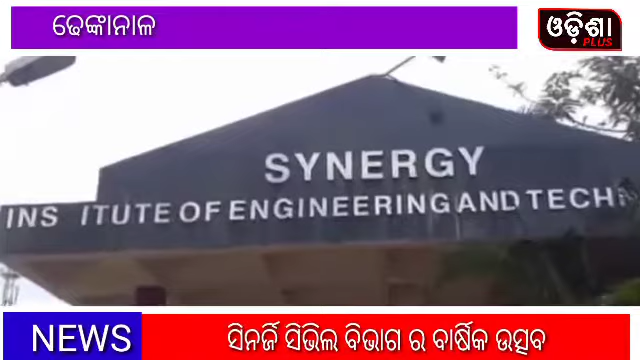 ଢେଙ୍କାନାଳ
ଓଡ଼ିଶା
PLUS
SYNERGY
INS ITUTE OF ENGINEERING AND TECH
NEWS
ସିନର୍ଜି ସିଭିଲ ବିଭାଗ ର ବାର୍ଷିକ ଉତ୍ସବ